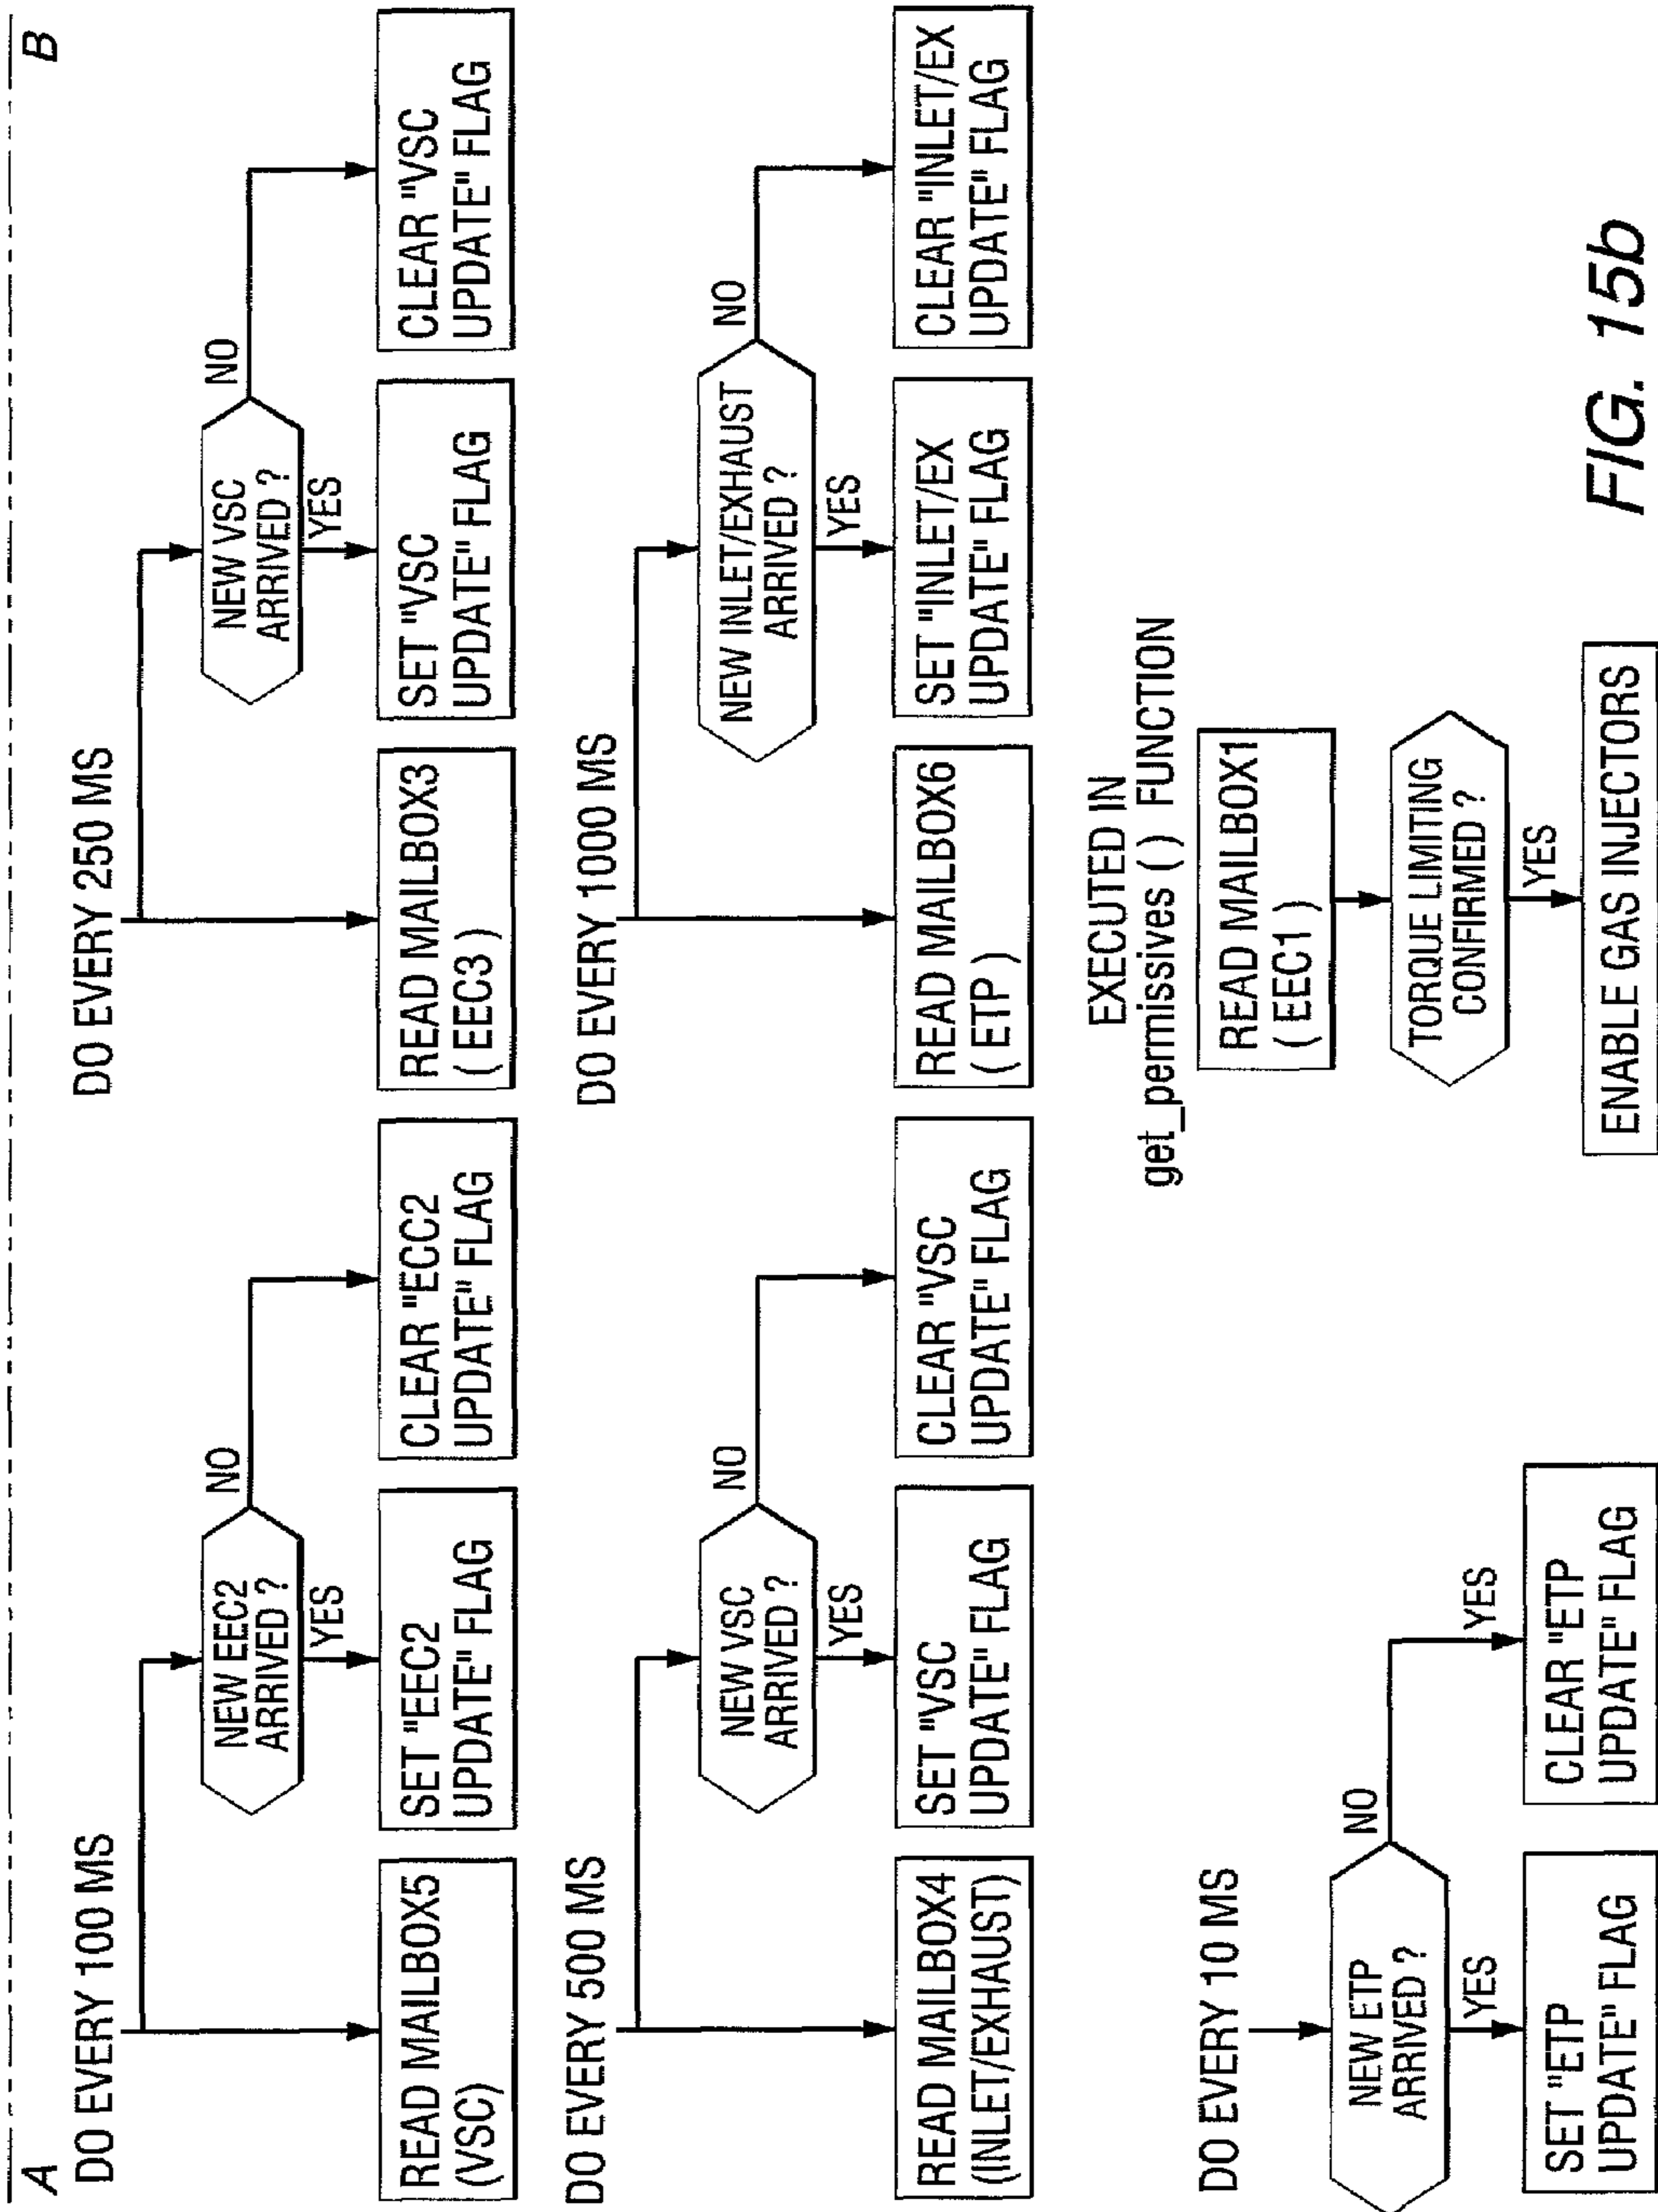 A
B
DO EVERY 100 MS
READ MAILBOX5
(VSC)
NEW EEC2
ARRIVED ?
NO
YES
SET "EEC2
UPDATE" FLAG
CLEAR "ECC2
UPDATE" FLAG
DO EVERY 250 MS
READ MAILBOX3
( EEC3 )
NEW VSC
ARRIVED ?
NO
YES
SET "VSC
UPDATE" FLAG
CLEAR "VSC
UPDATE" FLAG
DO EVERY 500 MS
READ MAILBOX4
(INLET/EXHAUST)
NEW VSC
ARRIVED ?
NO
YES
SET "VSC
UPDATE" FLAG
CLEAR "VSC
UPDATE" FLAG
DO EVERY 1000 MS
READ MAILBOX6
( ETP )
NEW INLET/EXHAUST
ARRIVED ?
NO
YES
SET "INLET/EX
UPDATE" FLAG
CLEAR "INLET/EX
UPDATE" FLAG
DO EVERY 10 MS
NEW ETP
ARRIVED ?
NO
YES
YES
SET "ETP
UPDATE" FLAG
CLEAR "ETP
UPDATE" FLAG
EXECUTED IN
get_permissives ( ) FUNCTION
READ MAILBOX1
( EEC1 )
TORQUE LIMITING
CONFIRMED ?
YES
ENABLE GAS INJECTORS
FIG. 15b